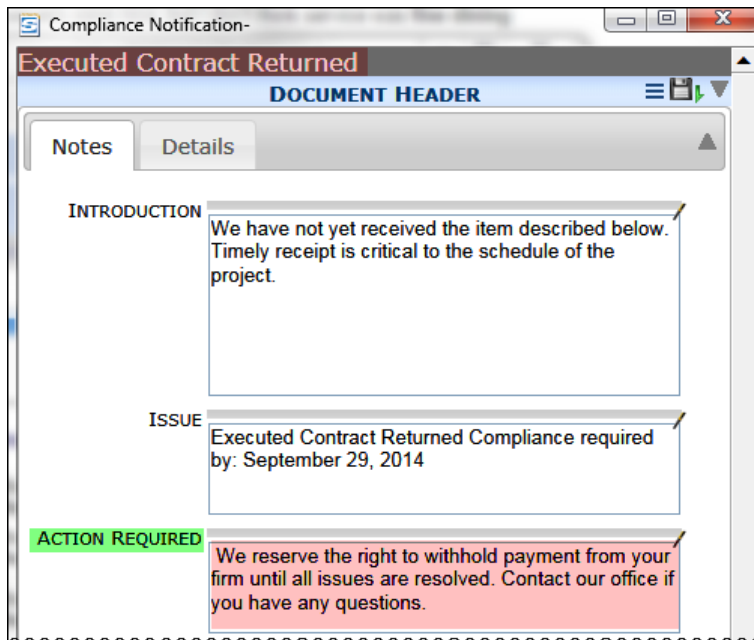 Compliance Notification-
Executed Contract Returned
DOCUMENT HEADER
Notes Details
INTRODUCTION
We have not yet received the item described below.
Timely receipt is critical to the schedule of the
project.
ISSUE
Executed Contract Returned Compliance required
by: September 29, 2014
ACTION REQUIRED
We reserve the right to withhold payment from your
firm until all issues are resolved. Contact our office if
you have any questions.